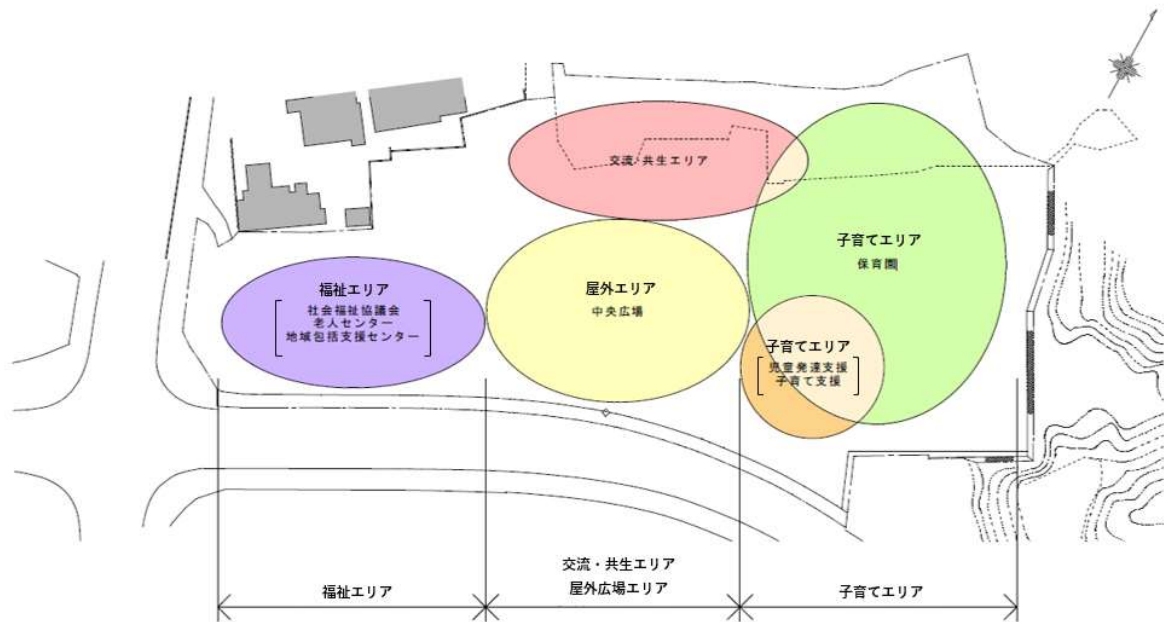 交流・共生エリア
子育てエリア
保育園
福祉エリア
社会福祉協議会
老人センター
地域包括支援センター
屋外エリア
中央広場
子育てエリア
児童発達支援
子育て支援
福祉エリア
交流・共生エリア
屋外広場エリア
子育てエリア